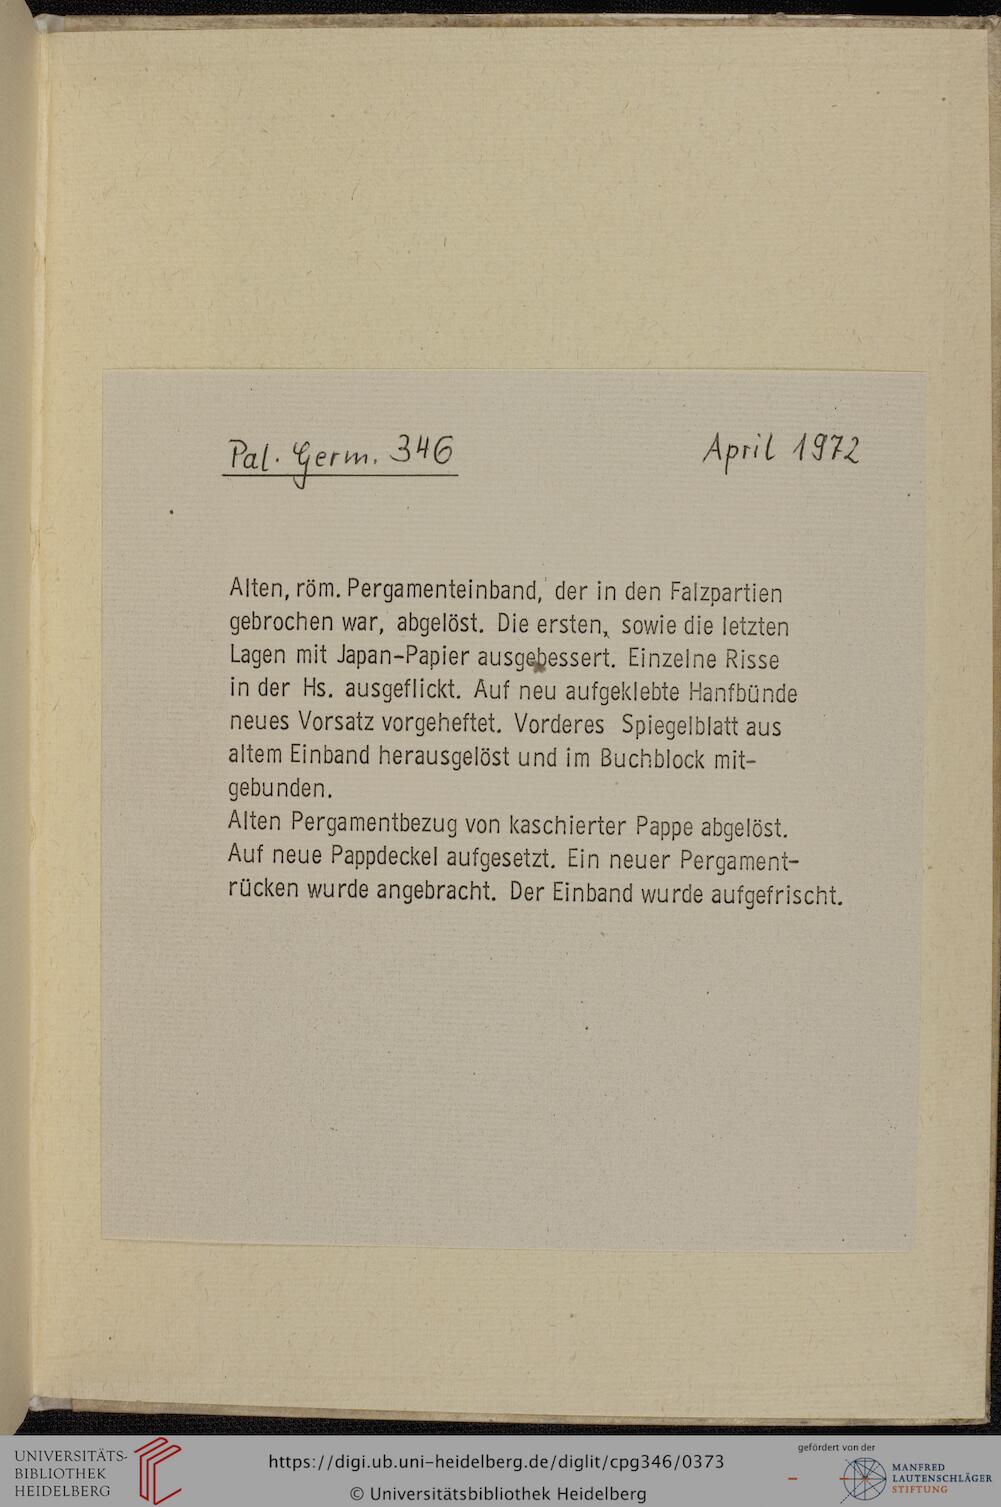 Pal. Germ. 346
April 1972
Alten, röm. Pergamenteinband, der in den Falzpartien
gebrochen war, abgelöst. Die ersten, sowie die letzten
Lagen mit Japan-Papier ausgebessert. Einzelne Risse
in der Hs. ausgeflickt. Auf neu aufgeklebte Hanfbünde
neues Vorsatz vorgeheftet. Vorderes Spiegelblatt aus
altem Einband herausgelöst und im Buchblock mit-
gebunden.
Alten Pergamentbezug von kaschierter Pappe abgelöst.
Auf neue Pappdeckel aufgesetzt. Ein neuer Pergament-
rücken wurde angebracht. Der Einband wurde aufgefrischt.
UNIVERSITÄTS-
BIBLIOTHEK
HEIDELBERG
https://digi.ub.uni-heidelberg.de/diglit/cpg346/0373
© Universitätsbibliothek Heidelberg
gefördert von der
MANFRED
LAUTENSCHLÄGER
STIFTUNG